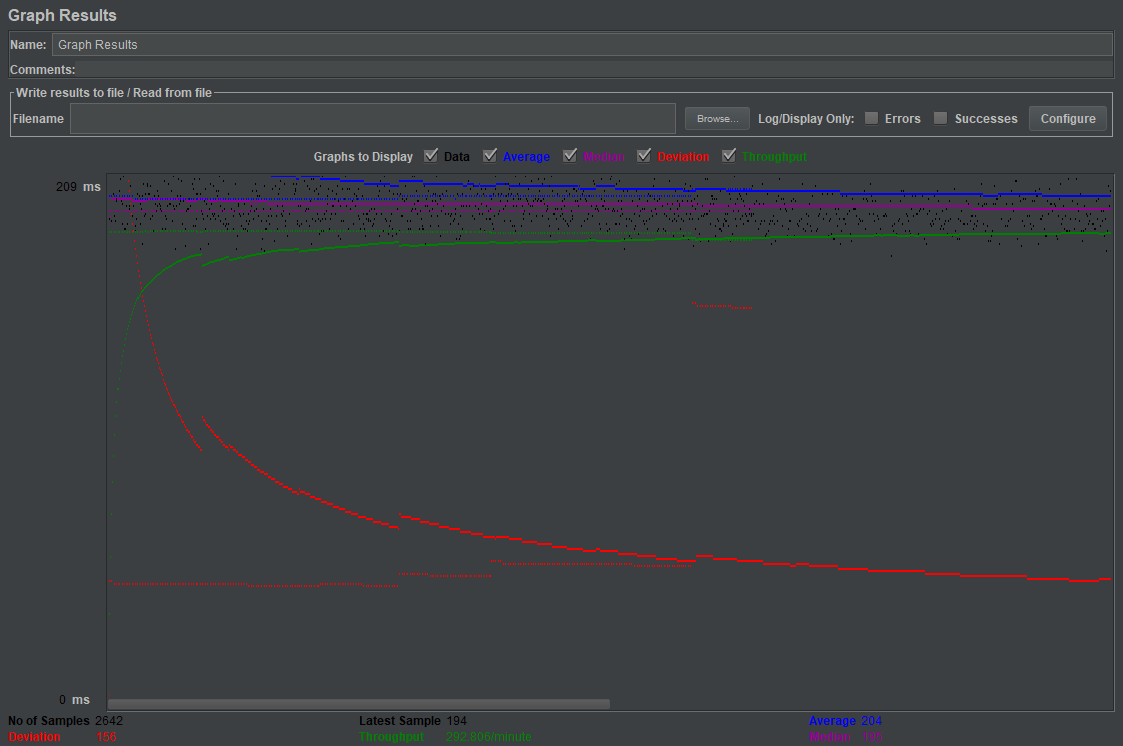 Graph Results
Name: Graph Results
Comments:
Write results to file / Read from file
Filename Browse... Log/Display Only: Errors Successes Configure
Graphs to Display Data Average Median Deviation Throughput
209 ms
0 ms
No of Samples 2642 Latest Sample 194 Average 204
Deviation 156 Throughput 292.806/minute Median